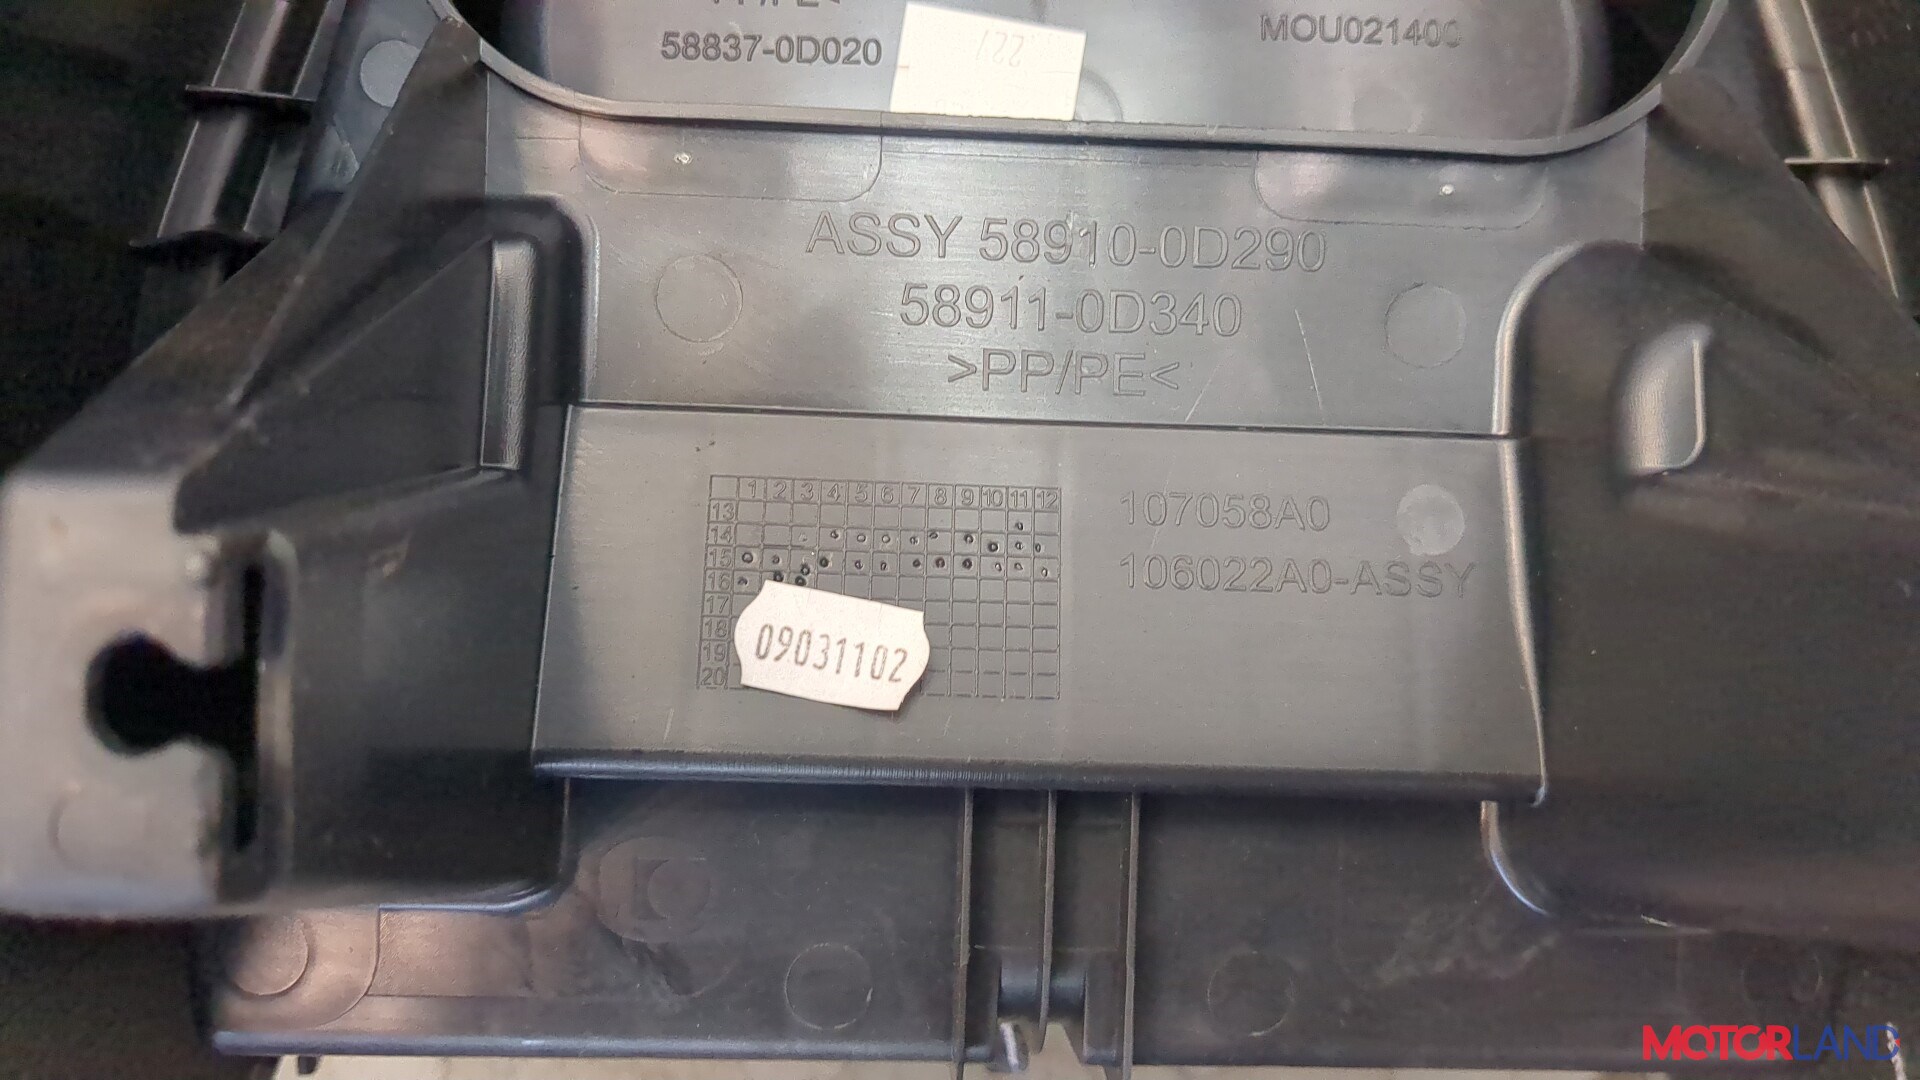 58837-0D020
ASSY 58910-0D290
58911-0D340
>PP/PE<
1 2 3 4 5 6 7 8 9 10 11 12
13
14
15
16
17
18
19
20
107058A0
106022A0-ASSY
09031102
MOTORLAND